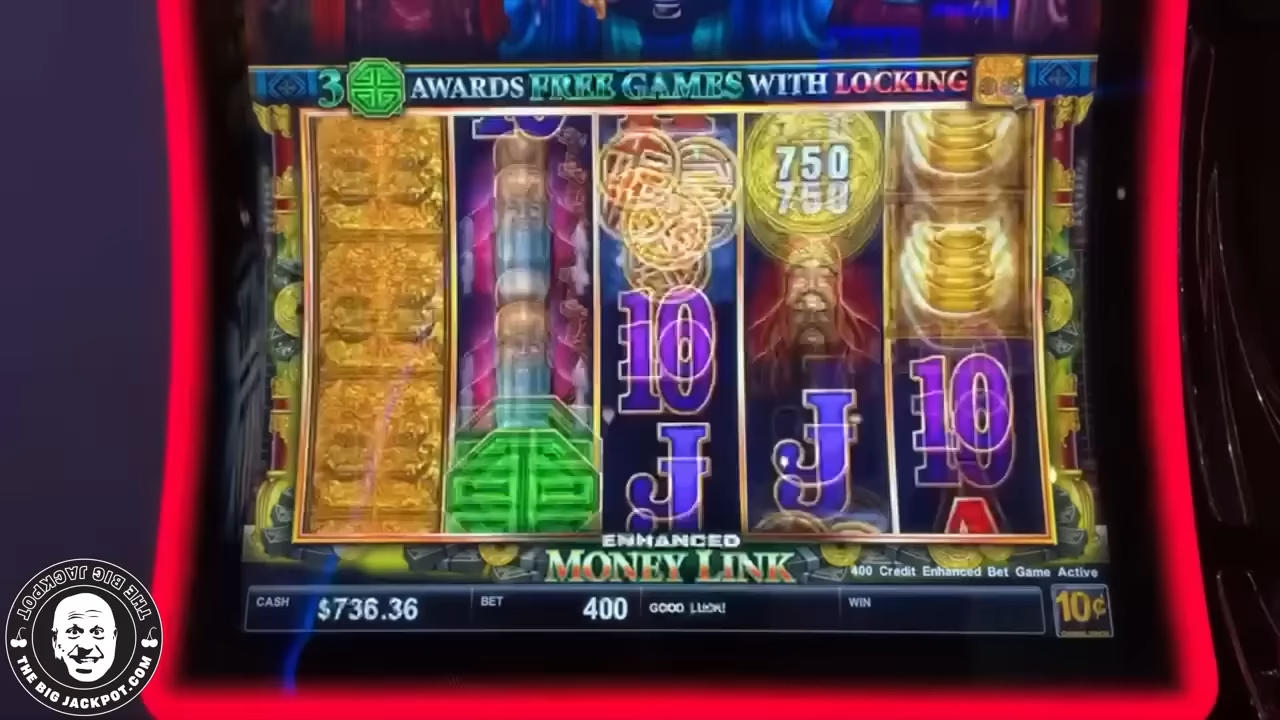 3 AWARDS FREE GAMES WITH LOCKING
10
750
750
10
J
J
10
10
A
ENHANCED
MONEY LINK
400 Credit Enhanced Bet Game Active
CASH $736.36 BET 400 GOOD LUCK! WIN 10¢
THE BIG JACKPOT
THE BIG JACKPOT.COM